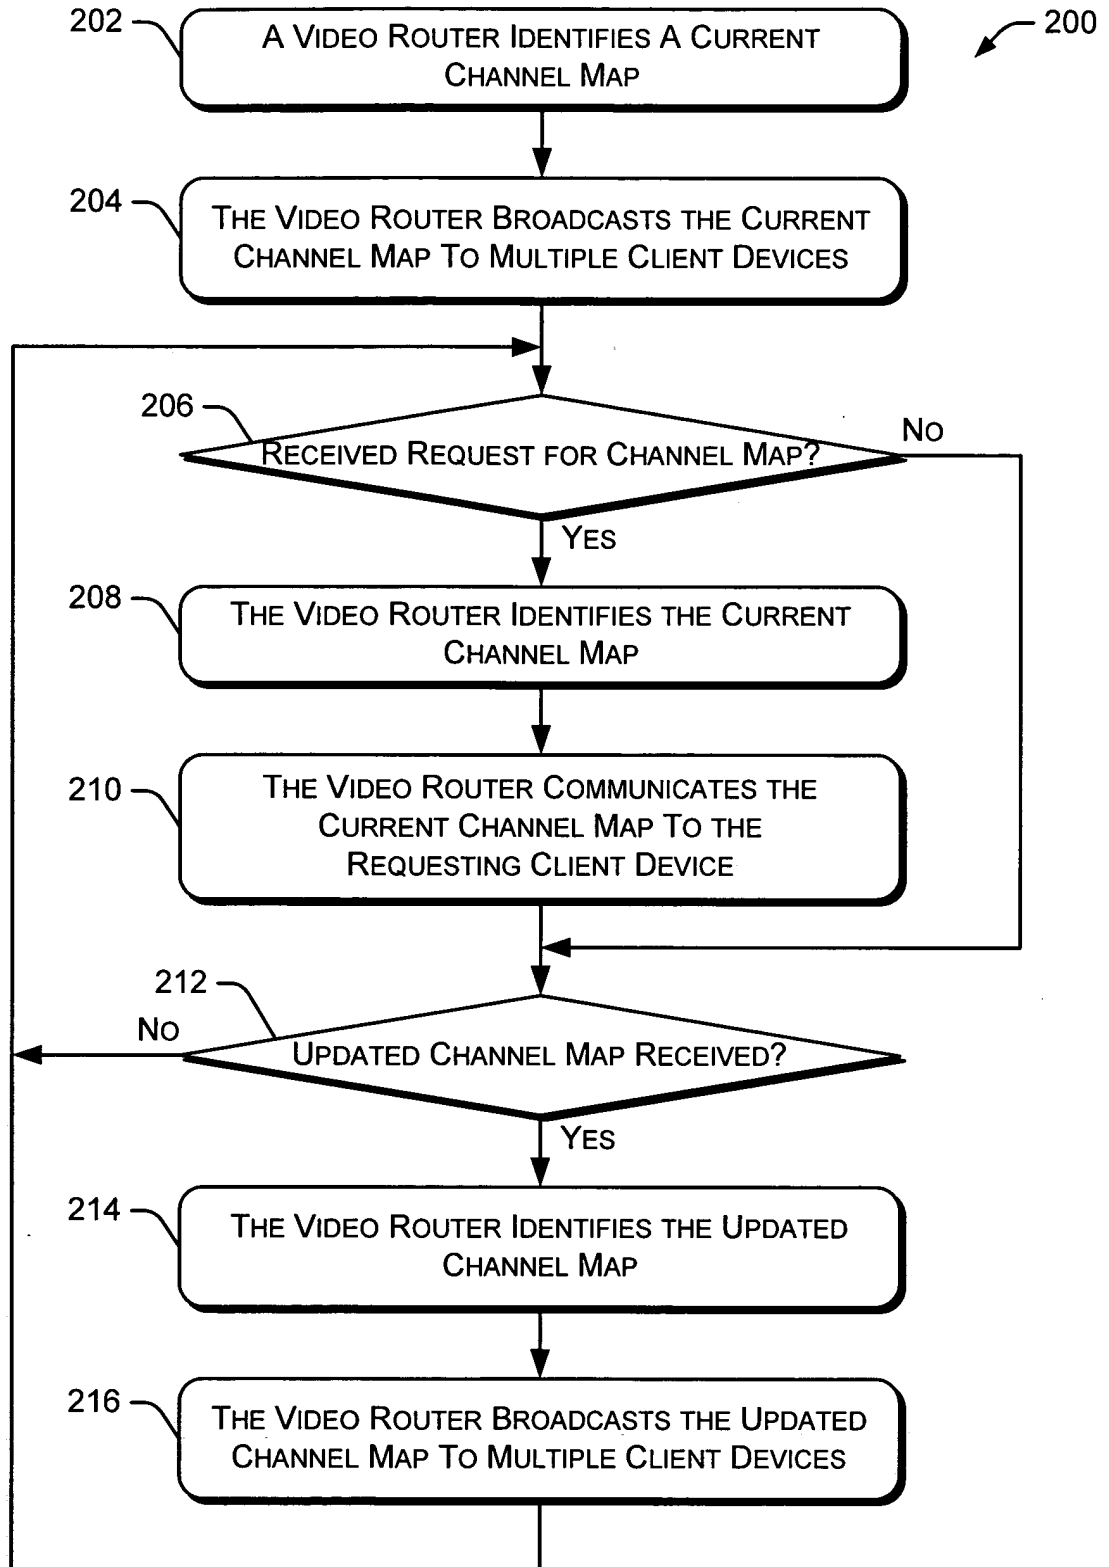 202
A VIDEO ROUTER IDENTIFIES A CURRENT
CHANNEL MAP
200
204
THE VIDEO ROUTER BROADCASTS THE CURRENT
CHANNEL MAP TO MULTIPLE CLIENT DEVICES
206
RECEIVED REQUEST FOR CHANNEL MAP?
NO
YES
208
THE VIDEO ROUTER IDENTIFIES THE CURRENT
CHANNEL MAP
210
THE VIDEO ROUTER COMMUNICATES THE
CURRENT CHANNEL MAP TO THE
REQUESTING CLIENT DEVICE
212
NO
UPDATED CHANNEL MAP RECEIVED?
YES
214
THE VIDEO ROUTER IDENTIFIES THE UPDATED
CHANNEL MAP
216
THE VIDEO ROUTER BROADCASTS THE UPDATED
CHANNEL MAP TO MULTIPLE CLIENT DEVICES